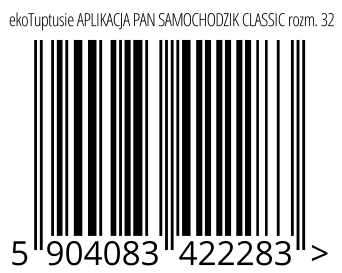 ekoTuptusie APLIKACJA PAN SAMOCHODZIK CLASSIC rozm. 32
5 904083 422283 >